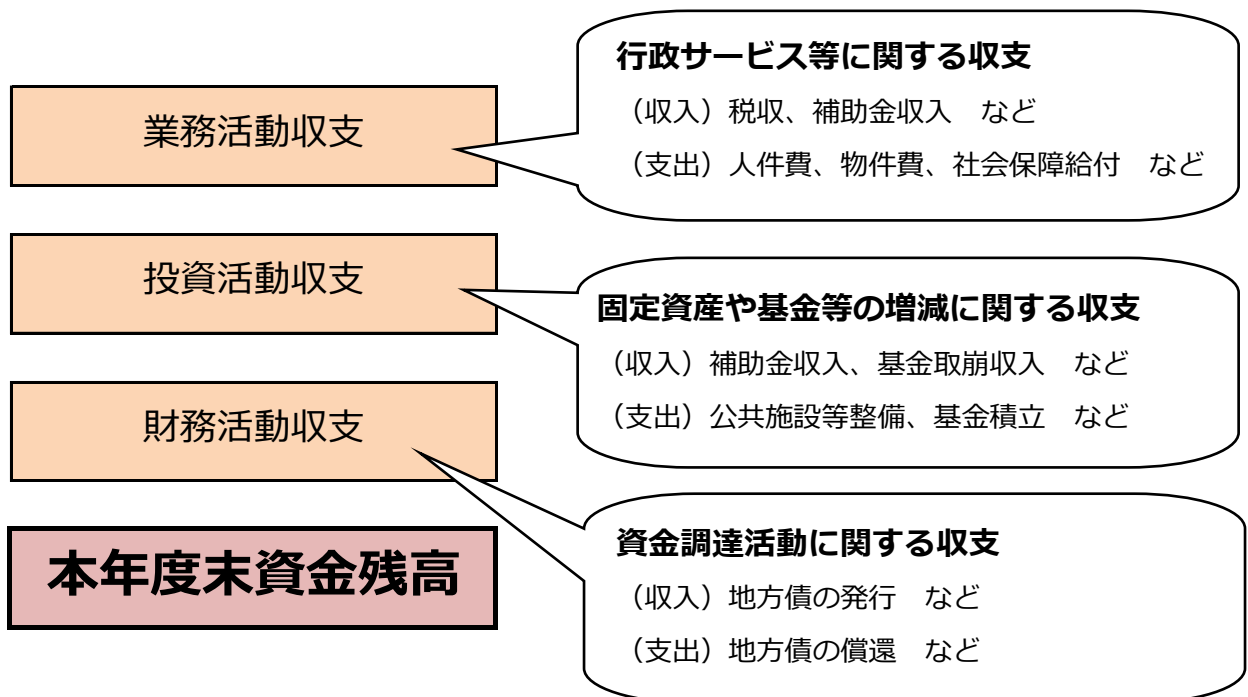 業務活動収支
行政サービス等に関する収支
（収入）税収、補助金収入　など
（支出）人件費、物件費、社会保障給付　など
投資活動収支
固定資産や基金等の増減に関する収支
（収入）補助金収入、基金取崩収入　など
（支出）公共施設等整備、基金積立　など
財務活動収支
資金調達活動に関する収支
（収入）地方債の発行　など
（支出）地方債の償還　など
本年度末資金残高